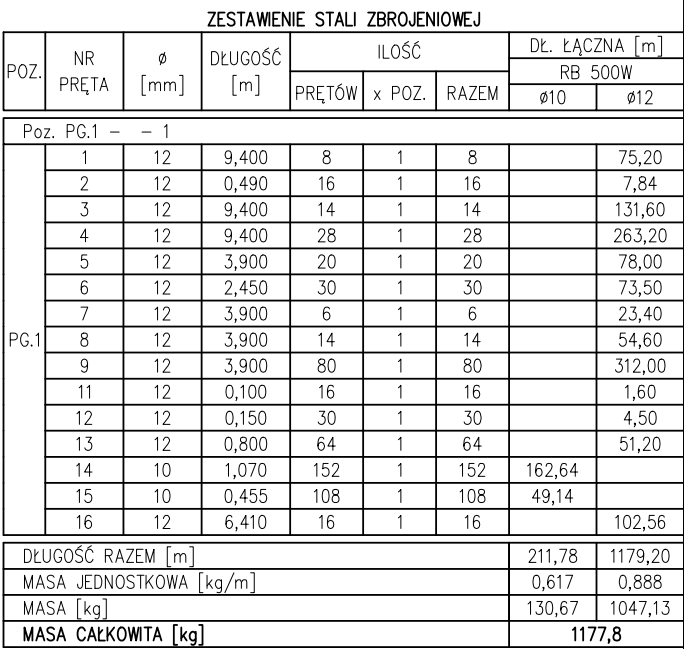 ZESTAWIENIE STALI ZBROJENIOWEJ
POZ. NR PRĘTA ø [mm] DŁUGOŚĆ [m] ILOŚĆ DŁ. ŁĄCZNA [m]
RB 500W
PRĘTÓW x POZ. RAZEM ø10 ø12
Poz. PG.1 – – 1
1 12 9,400 8 1 8 75,20
2 12 0,490 16 1 16 7,84
3 12 9,400 14 1 14 131,60
4 12 9,400 28 1 28 263,20
5 12 3,900 20 1 20 78,00
6 12 2,450 30 1 30 73,50
7 12 3,900 6 1 6 23,40
PG.1 8 12 3,900 14 1 14 54,60
9 12 3,900 80 1 80 312,00
11 12 0,100 16 1 16 1,60
12 12 0,150 30 1 30 4,50
13 12 0,800 64 1 64 51,20
14 10 1,070 152 1 152 162,64
15 10 0,455 108 1 108 49,14
16 12 6,410 16 1 16 102,56
DŁUGOŚĆ RAZEM [m] 211,78 1179,20
MASA JEDNOSTKOWA [kg/m] 0,617 0,888
MASA [kg] 130,67 1047,13
MASA CAŁKOWITA [kg] 1177,8